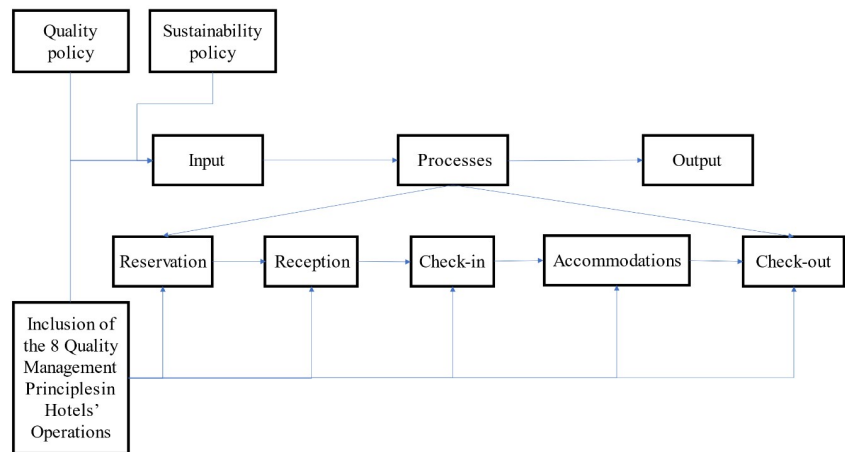 Quality
policy
Sustainability
policy
Input
Processes
Output
Reservation
Reception
Check-in
Accommodations
Check-out
Inclusion of
the 8 Quality
Management
Principlesin
Hotels’
Operations